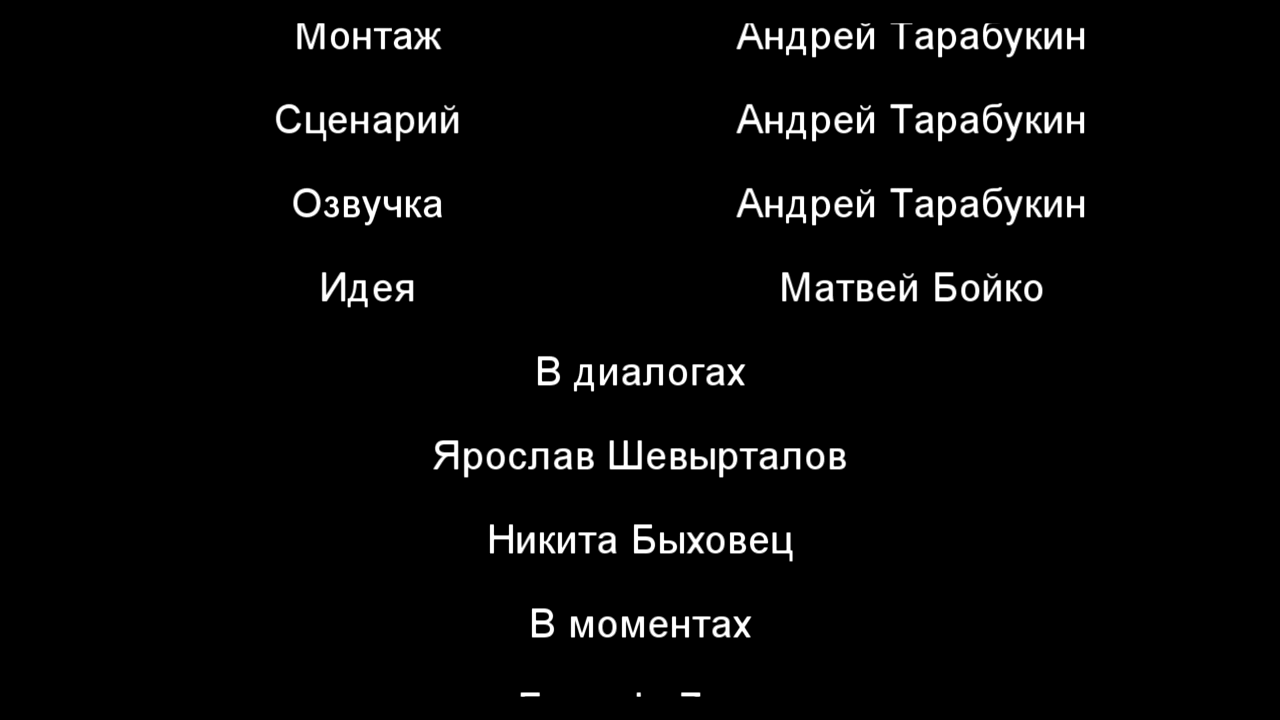 Монтаж Андрей Тарабукин
Сценарий Андрей Тарабукин
Озвучка Андрей Тарабукин
Идея Матвей Бойко
В диалогах
Ярослав Шевырталов
Никита Быховец
В моментах